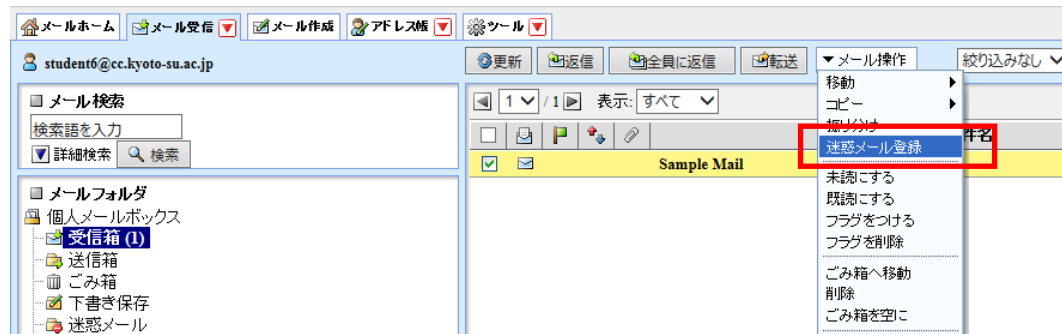 メールホーム メール受信 メール作成 アドレス帳 ツール
student6@cc.kyoto-su.ac.jp
更新 返信 全員に返信 転送 ▼メール操作 絞り込みなし
メール検索
検索語を入力
詳細検索 検索
1 / 1 表示: すべて
件名
Sample Mail
メールフォルダ
個人メールボックス
受信箱 (1)
送信箱
ごみ箱
下書き保存
迷惑メール
移動
コピー
振り分け
迷惑メール登録
未読にする
既読にする
フラグをつける
フラグを削除
ごみ箱へ移動
削除
ごみ箱を空に